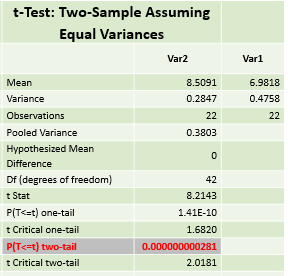 t-Test: Two-Sample Assuming
Equal Variances
Var2 Var1
Mean 8.5091 6.9818
Variance 0.2847 0.4758
Observations 22 22
Pooled Variance 0.3803
Hypothesized Mean
Difference 0
Df (degrees of freedom) 42
t Stat 8.2143
P(T<=t) one-tail 1.41E-10
t Critical one-tail 1.6820
P(T<=t) two-tail 0.000000000281
t Critical two-tail 2.0181